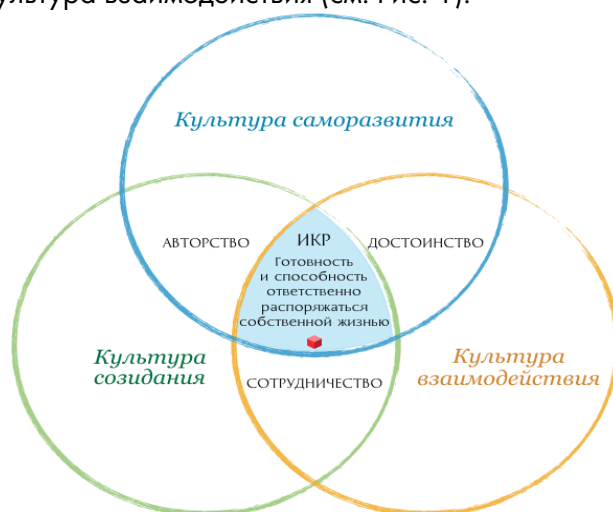 культура взаимодействия (см. Рис. 1).
Культура саморазвития
АВТОРСТВО
ИКР
ДОСТОИНСТВО
Готовность
и способность
ответственно
распоряжаться
собственной жизнью
Культура
созидания
Культура
взаимодействия
СОТРУДНИЧЕСТВО